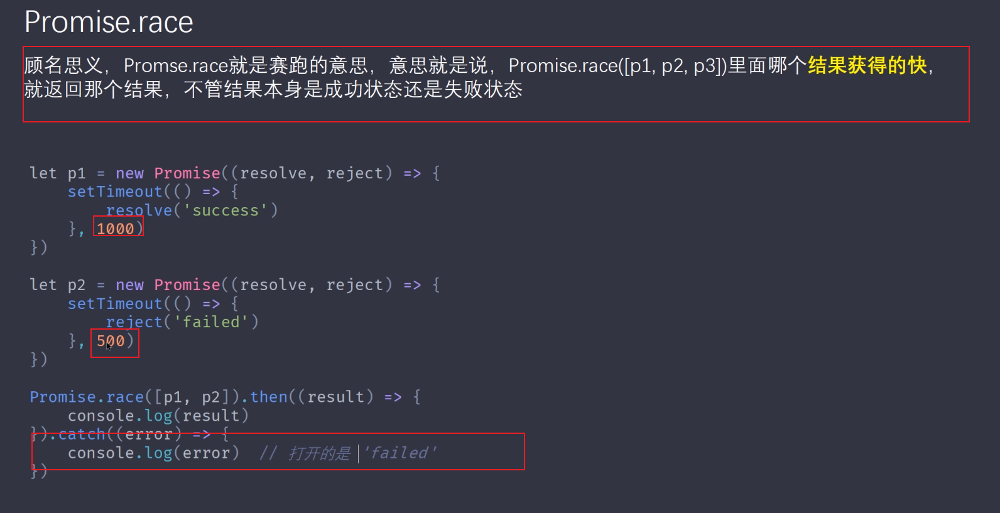 Promise.race
顾名思义，Promse.race就是赛跑的意思，意思就是说，Promise.race([p1, p2, p3])里面哪个结果获得的快，
就返回那个结果，不管结果本身是成功状态还是失败状态
let p1 = new Promise((resolve, reject) => {
    setTimeout(() => {
        resolve('success')
    }, 1000)
})
let p2 = new Promise((resolve, reject) => {
    setTimeout(() => {
        reject('failed')
    }, 500)
})
Promise.race([p1, p2]).then((result) => {
    console.log(result)
}).catch((error) => {
    console.log(error)  // 打开的是 'failed'
})